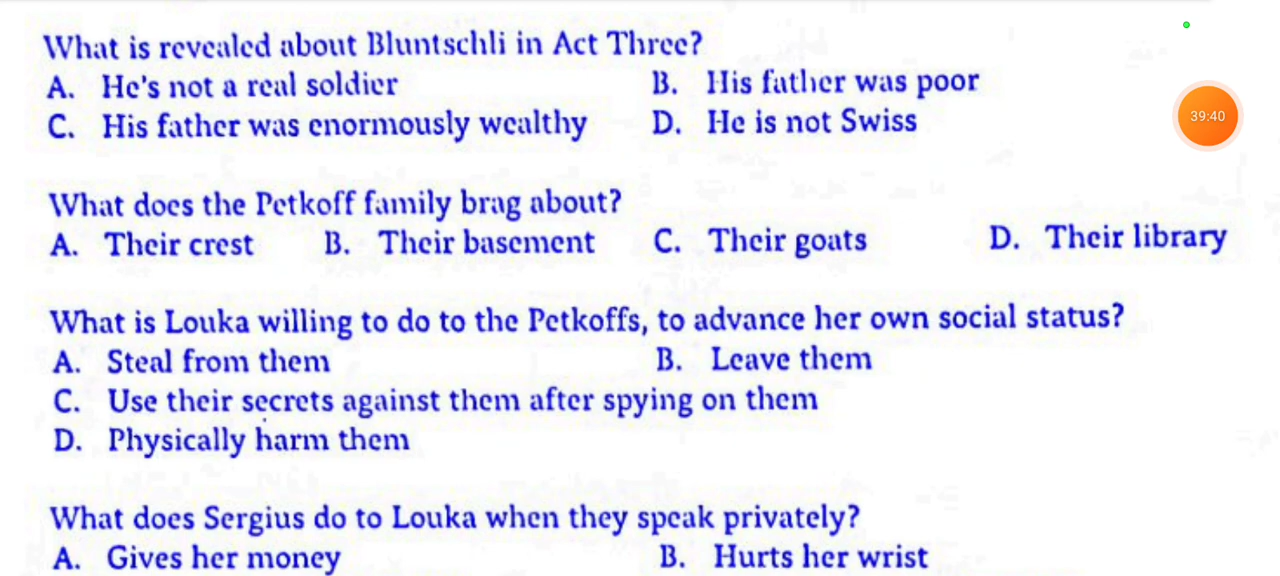 What is revealed about Bluntschli in Act Three?
A. He's not a real soldier B. His father was poor
C. His father was enormously wealthy D. He is not Swiss
39:40
What does the Petkoff family brag about?
A. Their crest B. Their basement C. Their goats D. Their library
What is Louka willing to do to the Petkoffs, to advance her own social status?
A. Steal from them B. Leave them
C. Use their secrets against them after spying on them
D. Physically harm them
What does Sergius do to Louka when they speak privately?
A. Gives her money B. Hurts her wrist